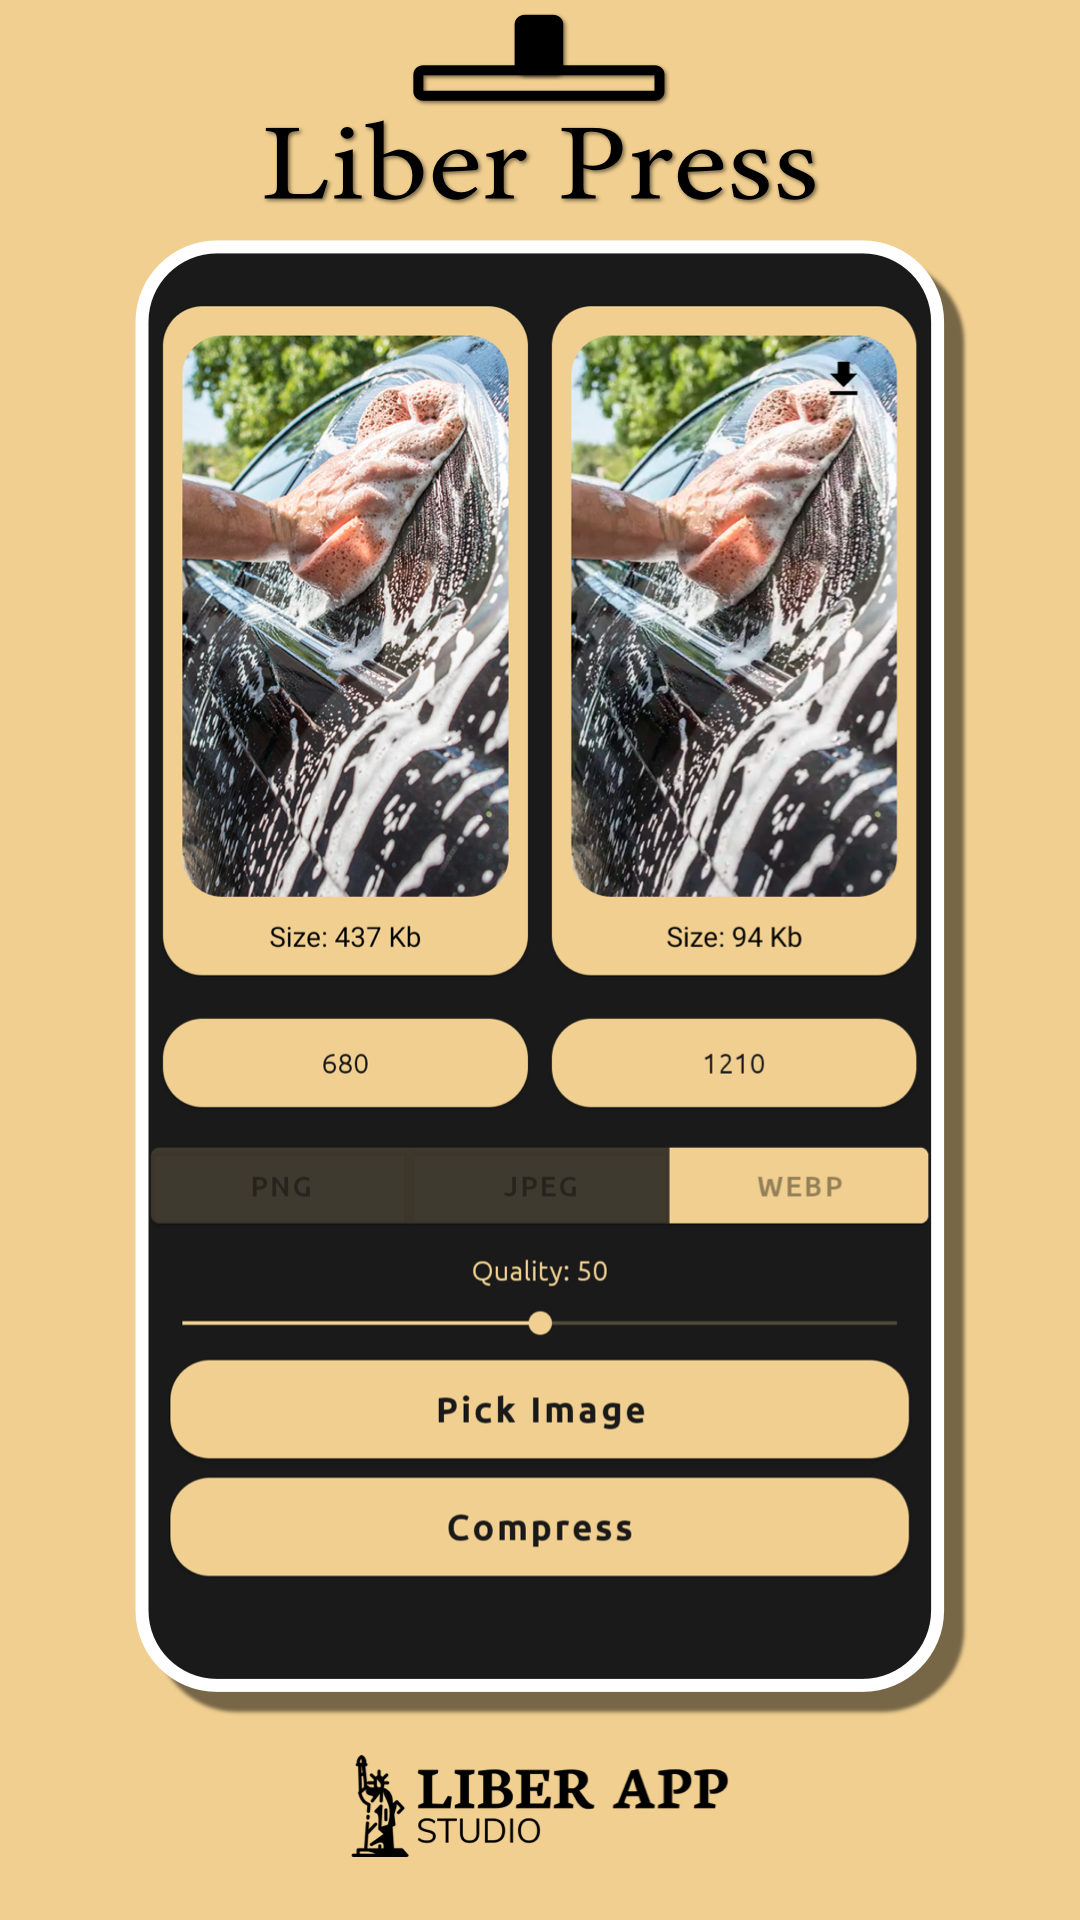 Liber Press
Size: 437 Kb
Size: 94 Kb
680
1210
PNG
JPEG
WEBP
Quality: 50
Pick Image
Compress
LIBER APP
STUDIO